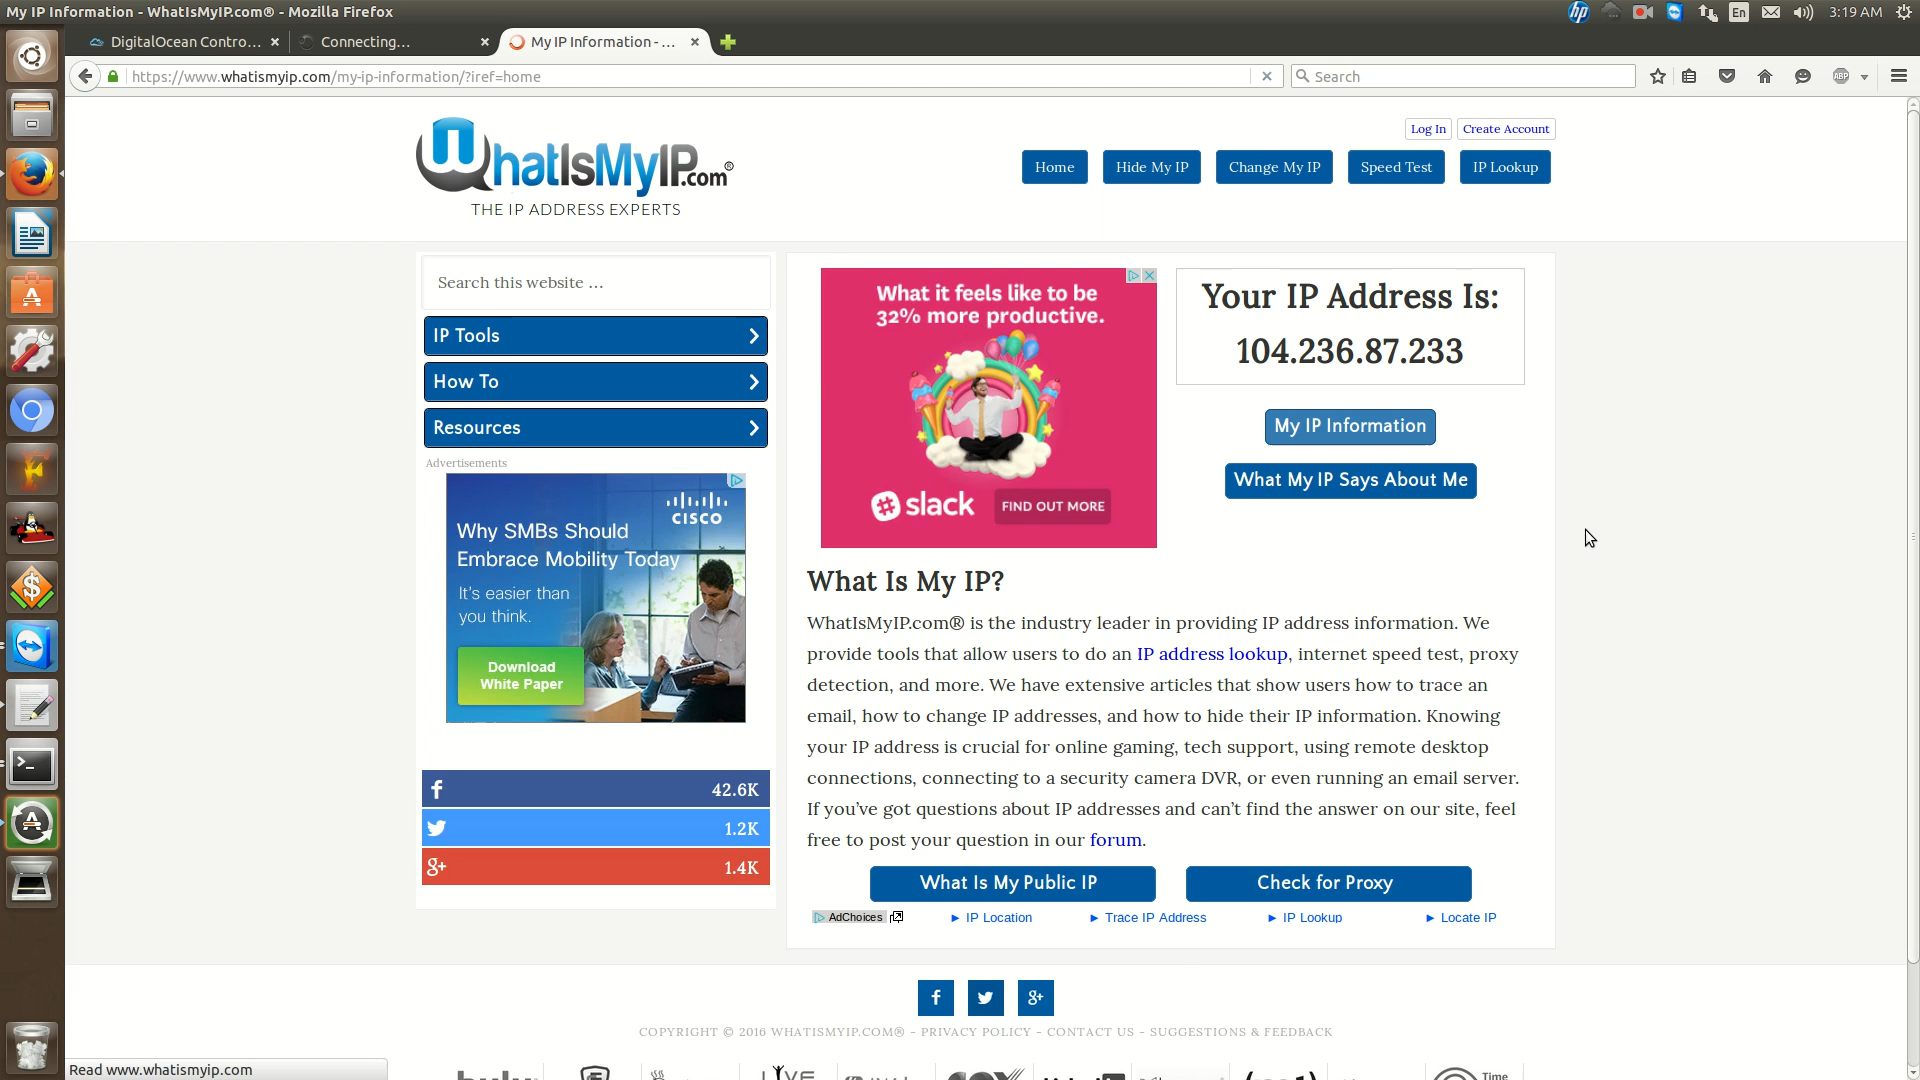 My IP Information - WhatIsMyIP.com® - Mozilla Firefox
En
3:19 AM
DigitalOcean Contro...
Connecting...
My IP Information - ...
https://www.whatismyip.com/my-ip-information/?iref=home
Search
ABP
WhatIsMyIP.com®
THE IP ADDRESS EXPERTS
Log In
Create Account
Home
Hide My IP
Change My IP
Speed Test
IP Lookup
Search this website ...
IP Tools
How To
Resources
Advertisements
CISCO
Why SMBs Should
Embrace Mobility Today
It's easier than
you think.
Download
White Paper
42.6K
1.2K
1.4K
What it feels like to be
32% more productive.
slack
FIND OUT MORE
Your IP Address Is:
104.236.87.233
My IP Information
What My IP Says About Me
What Is My IP?
WhatIsMyIP.com® is the industry leader in providing IP address information. We
provide tools that allow users to do an IP address lookup, internet speed test, proxy
detection, and more. We have extensive articles that show users how to trace an
email, how to change IP addresses, and how to hide their IP information. Knowing
your IP address is crucial for online gaming, tech support, using remote desktop
connections, connecting to a security camera DVR, or even running an email server.
If you've got questions about IP addresses and can't find the answer on our site, feel
free to post your question in our forum.
What Is My Public IP
Check for Proxy
AdChoices
► IP Location
► Trace IP Address
► IP Lookup
► Locate IP
COPYRIGHT © 2016 WHATISMYIP.COM® - PRIVACY POLICY - CONTACT US - SUGGESTIONS & FEEDBACK
Time
Read www.whatismyip.com